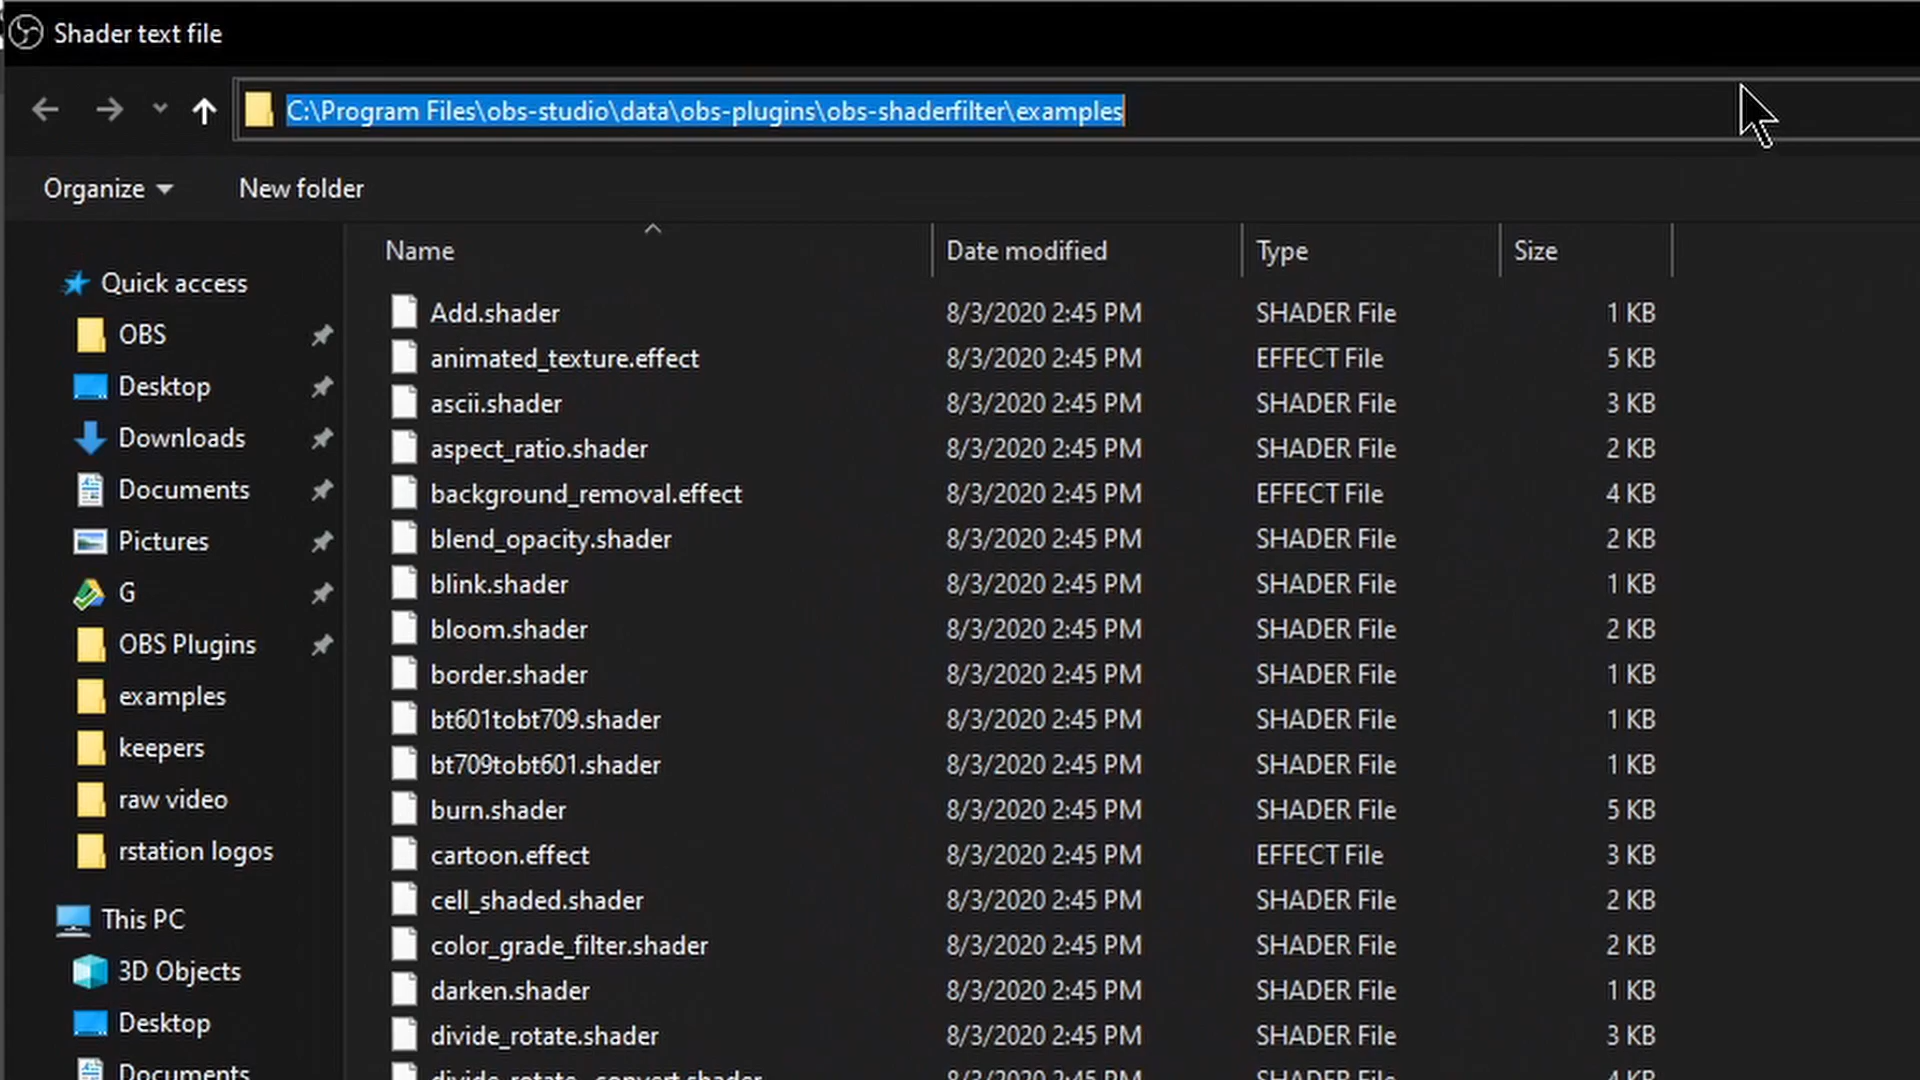 Shader text file
C:\Program Files\obs-studio\data\obs-plugins\obs-shaderfilter\examples
Organize New folder
Name Date modified Type Size
Quick access
OBS
Desktop
Downloads
Documents
Pictures
G
OBS Plugins
examples
keepers
raw video
rstation logos
This PC
3D Objects
Desktop
Documents
Add.shader 8/3/2020 2:45 PM SHADER File 1 KB
animated_texture.effect 8/3/2020 2:45 PM EFFECT File 5 KB
ascii.shader 8/3/2020 2:45 PM SHADER File 3 KB
aspect_ratio.shader 8/3/2020 2:45 PM SHADER File 2 KB
background_removal.effect 8/3/2020 2:45 PM EFFECT File 4 KB
blend_opacity.shader 8/3/2020 2:45 PM SHADER File 2 KB
blink.shader 8/3/2020 2:45 PM SHADER File 1 KB
bloom.shader 8/3/2020 2:45 PM SHADER File 2 KB
border.shader 8/3/2020 2:45 PM SHADER File 1 KB
bt601tobt709.shader 8/3/2020 2:45 PM SHADER File 1 KB
bt709tobt601.shader 8/3/2020 2:45 PM SHADER File 1 KB
burn.shader 8/3/2020 2:45 PM SHADER File 5 KB
cartoon.effect 8/3/2020 2:45 PM EFFECT File 3 KB
cell_shaded.shader 8/3/2020 2:45 PM SHADER File 2 KB
color_grade_filter.shader 8/3/2020 2:45 PM SHADER File 2 KB
darken.shader 8/3/2020 2:45 PM SHADER File 1 KB
divide_rotate.shader 8/3/2020 2:45 PM SHADER File 3 KB
8/3/2020 2:45 PM SHADER File 4 KB